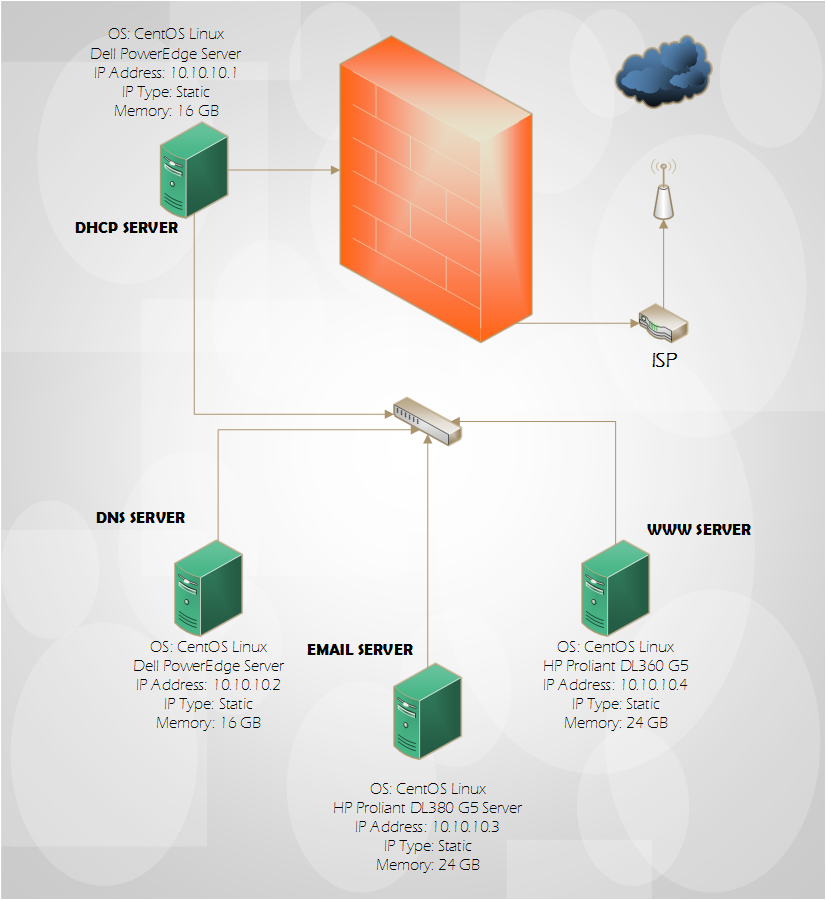 OS: CentOS Linux
Dell PowerEdge Server
IP Address: 10.10.10.1
IP Type: Static
Memory: 16 GB
DHCP SERVER
ISP
DNS SERVER
OS: CentOS Linux
Dell PowerEdge Server
IP Address: 10.10.10.2
IP Type: Static
Memory: 16 GB
EMAIL SERVER
OS: CentOS Linux
HP Proliant DL380 G5 Server
IP Address: 10.10.10.3
IP Type: Static
Memory: 24 GB
WWW SERVER
OS: CentOS Linux
HP Proliant DL360 G5
IP Address: 10.10.10.4
IP Type: Static
Memory: 24 GB